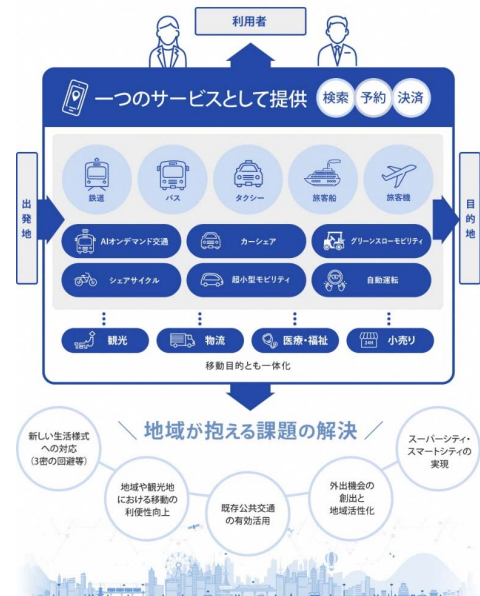 利用者
一つのサービスとして提供
検索
予約
決済
出発地
目的地
鉄道
バス
タクシー
旅客船
旅客機
AIオンデマンド交通
カーシェア
グリーンスローモビリティ
シェアサイクル
超小型モビリティ
自動運転
観光
物流
医療・福祉
24H
小売り
移動目的とも一体化
地域が抱える課題の解決
新しい生活様式
への対応
(3密の回避等)
地域や観光地
における移動の
利便性向上
既存公共交通
の有効活用
外出機会の
創出と
地域活性化
スーパーシティ・
スマートシティの
実現